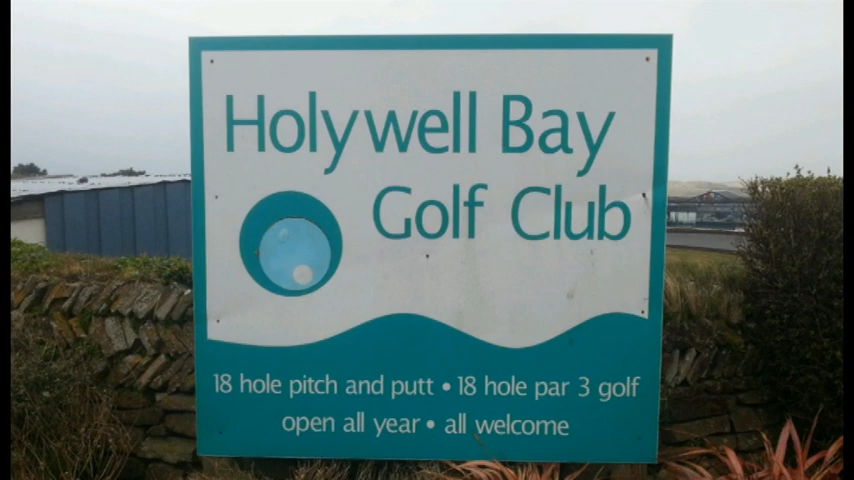 Holywell Bay
Golf Club
18 hole pitch and putt • 18 hole par 3 golf
open all year • all welcome